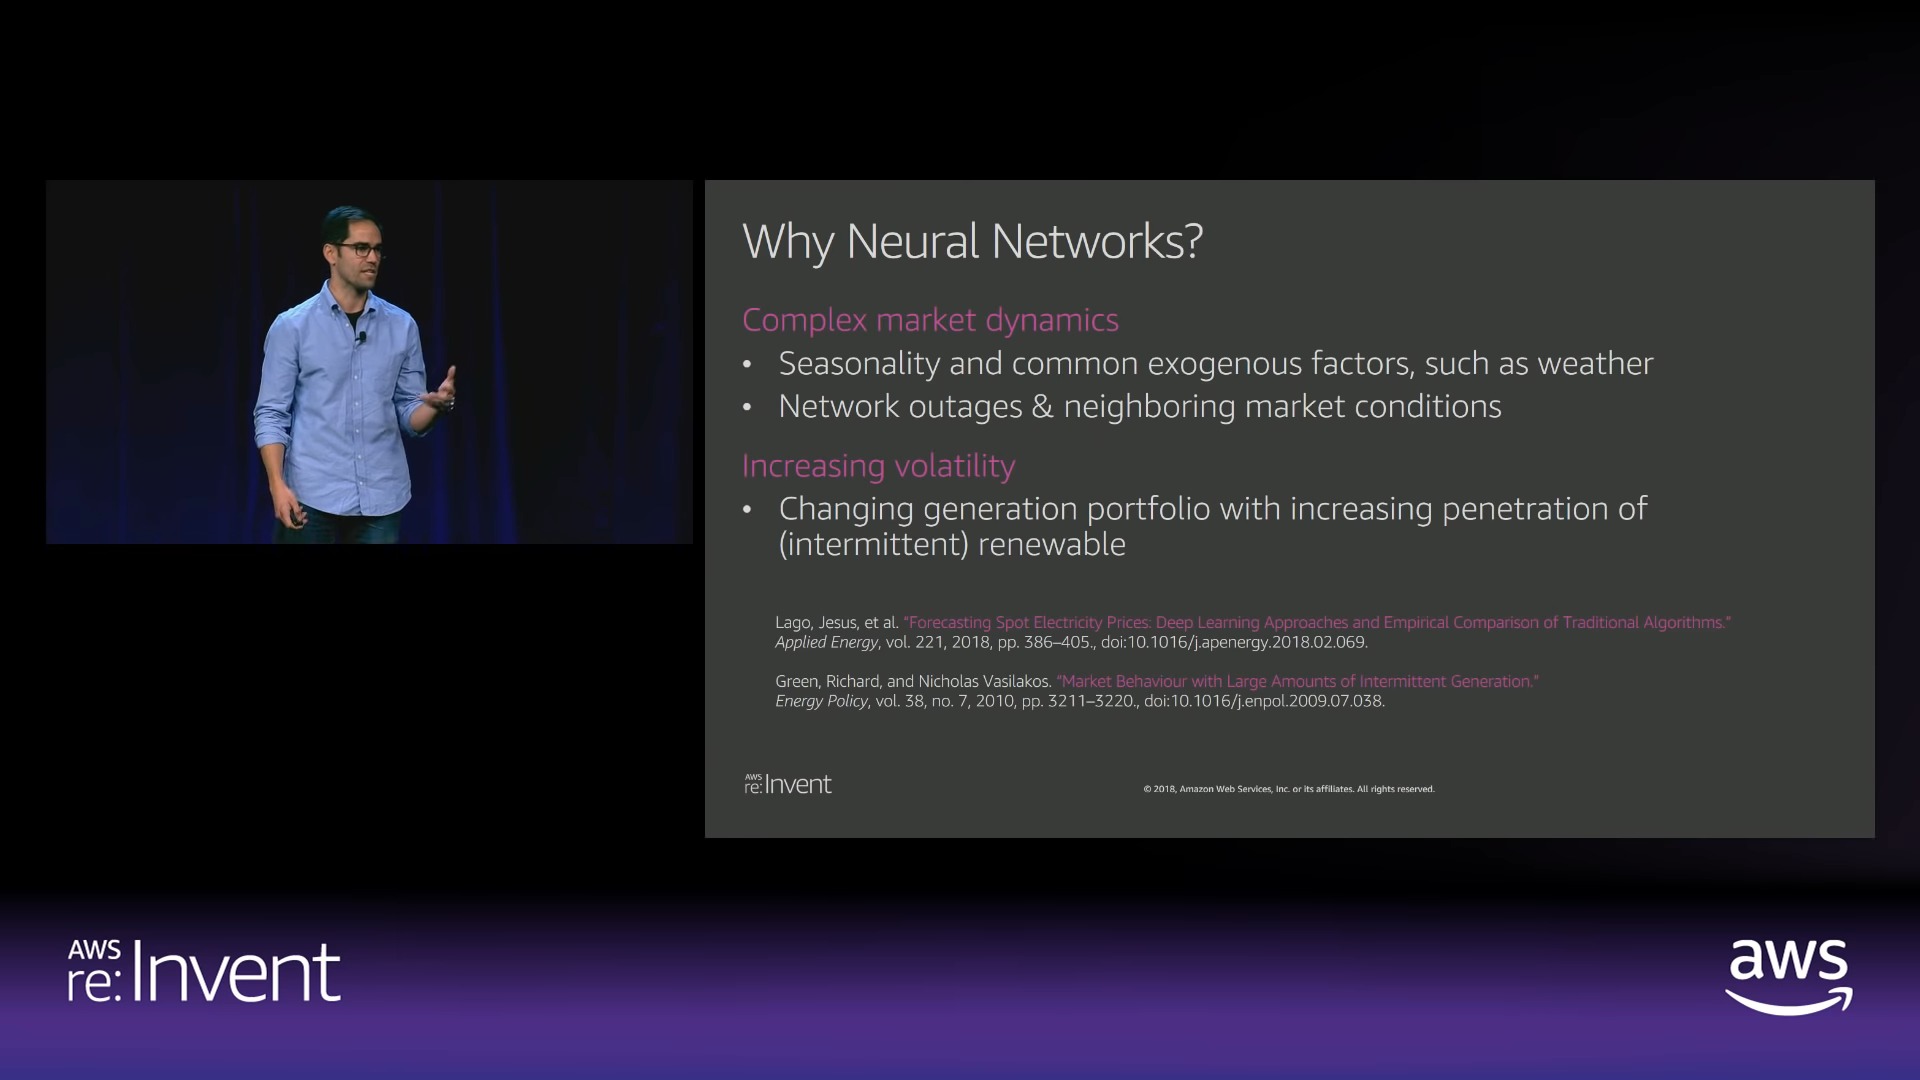 Why Neural Networks?
Complex market dynamics
• Seasonality and common exogenous factors, such as weather
• Network outages & neighboring market conditions
Increasing volatility
• Changing generation portfolio with increasing penetration of
(intermittent) renewable
Lago, Jesus, et al. “Forecasting Spot Electricity Prices: Deep Learning Approaches and Empirical Comparison of Traditional Algorithms.”
Applied Energy, vol. 221, 2018, pp. 386–405., doi:10.1016/j.apenergy.2018.02.069.
Green, Richard, and Nicholas Vasilakos. “Market Behaviour with Large Amounts of Intermittent Generation.”
Energy Policy, vol. 38, no. 7, 2010, pp. 3211–3220., doi:10.1016/j.enpol.2009.07.038.
AWS
re:Invent
© 2018, Amazon Web Services, Inc. or its affiliates. All rights reserved.
AWS
re:Invent
aws